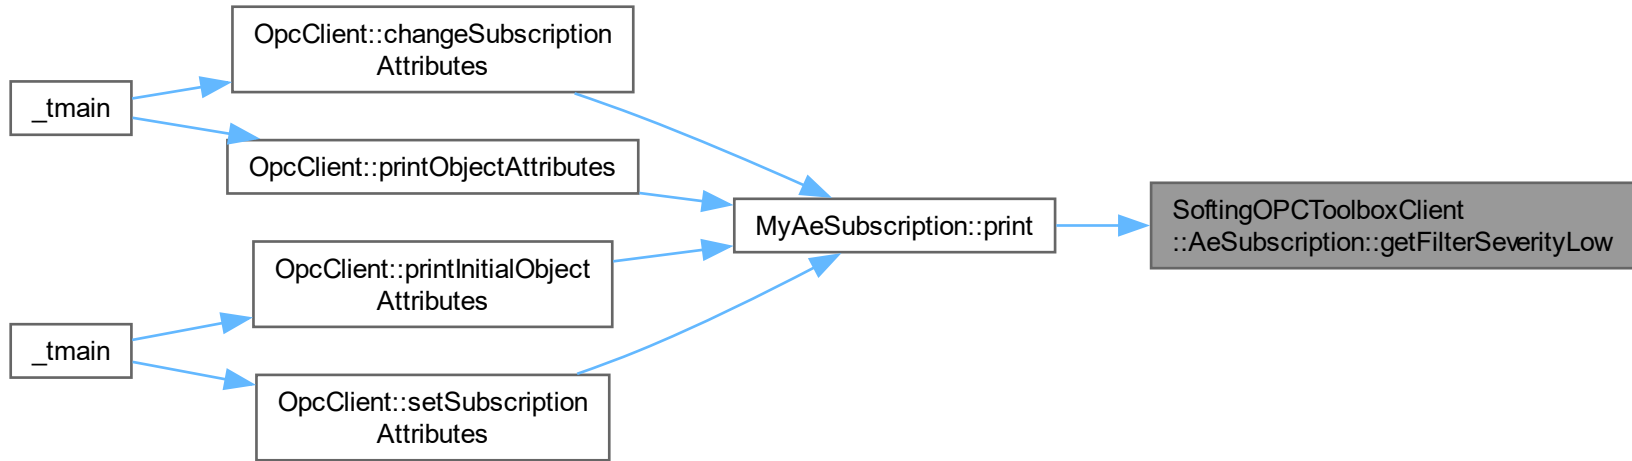 OpcClient::changeSubscription
Attributes
_tmain
OpcClient::printObjectAttributes
MyAeSubscription::print
SoftingOPCToolboxClient
::AeSubscription::getFilterSeverityLow
OpcClient::printInitialObject
Attributes
_tmain
OpcClient::setSubscription
Attributes